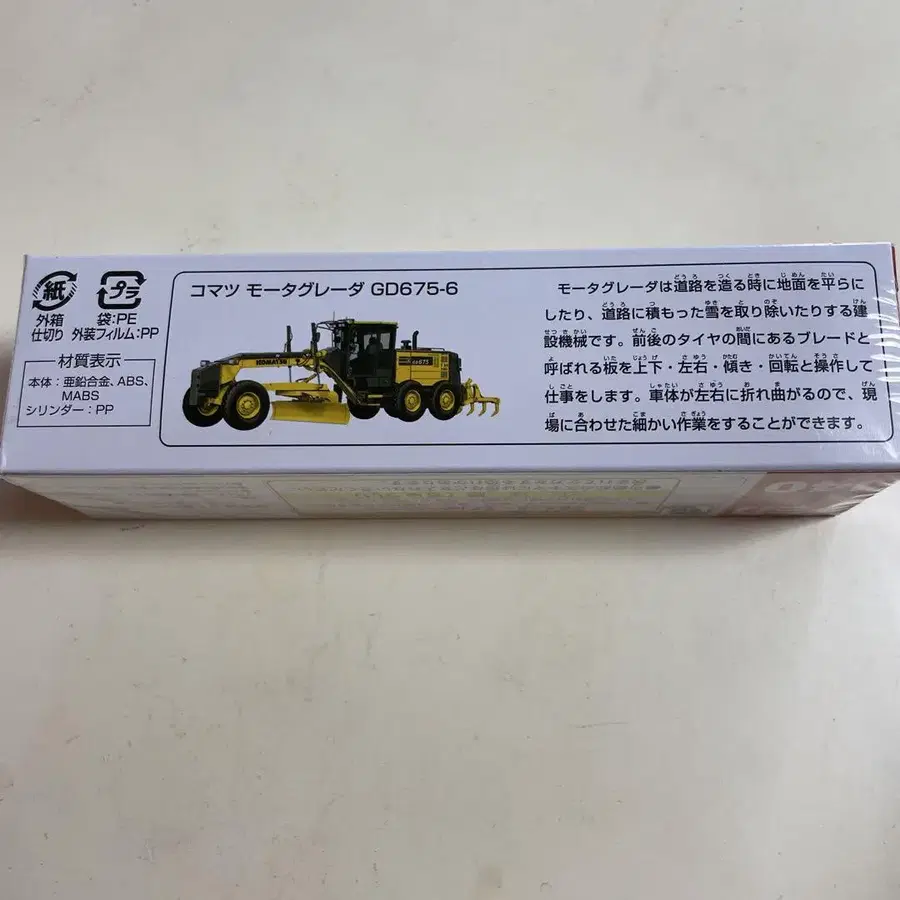 紙
外箱
仕切り
プラ
袋:PE
外装フィルム:PP
材質表示
本体：亜鉛合金、ABS、
MABS
シリンダー：PP
コマツ モータグレーダ GD675-6
KOMATSU
GD675
モータグレーダは道路を造る時に地面を平らに
したり、道路に積もった雪を取り除いたりする建
設機械です。前後のタイヤの間にあるブレードと
呼ばれる板を上下・左右・傾き・回転と操作して
仕事をします。車体が左右に折れ曲がるので、現
場に合わせた細かい作業をすることができます。